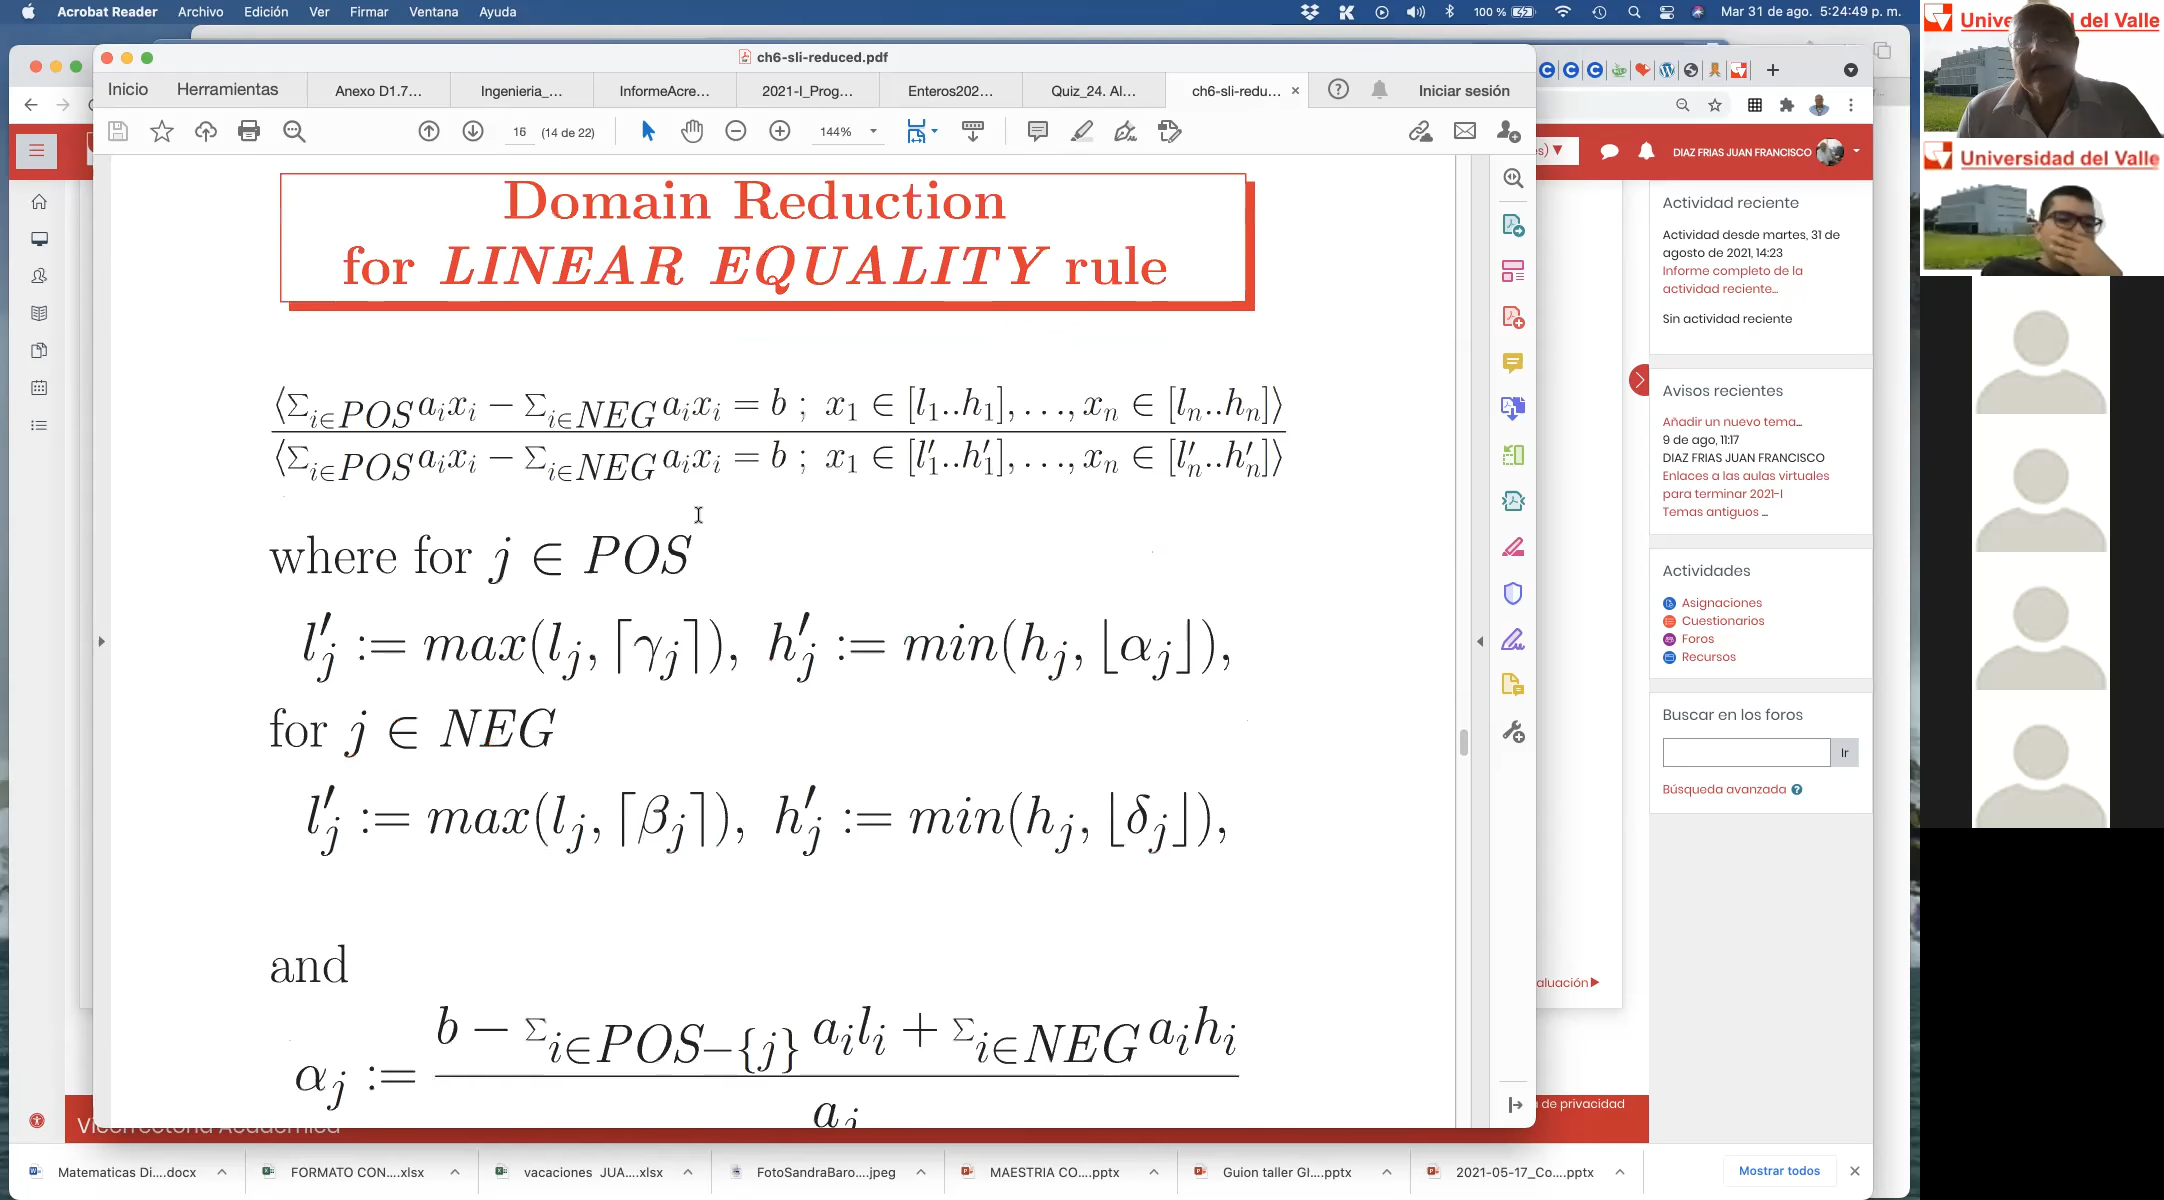 Acrobat Reader Archivo Edición Ver Firmar Ventana Ayuda
100 % Mar 31 de ago. 5:24:49 p. m.
ch6-sli-reduced.pdf
Inicio Herramientas Anexo D1.7... Ingenieria_... InformeAcre... 2021-I_Prog... Enteros202... Quiz_24. Al... ch6-sli-redu... × Iniciar sesión
16 (14 de 22) 144%
Domain Reduction
for LINEAR EQUALITY rule
⟨Σ_{i∈POS} a_i x_i − Σ_{i∈NEG} a_i x_i = b ; x_1 ∈ [l_1..h_1], …, x_n ∈ [l_n..h_n]⟩
⟨Σ_{i∈POS} a_i x_i − Σ_{i∈NEG} a_i x_i = b ; x_1 ∈ [l′_1..h′_1], …, x_n ∈ [l′_n..h′_n]⟩
where for j ∈ POS
l′_j := max(l_j, ⌈γ_j⌉), h′_j := min(h_j, ⌊α_j⌋),
for j ∈ NEG
l′_j := max(l_j, ⌈β_j⌉), h′_j := min(h_j, ⌊δ_j⌋),
and
b − Σ_{i∈POS−{j}} a_i l_i + Σ_{i∈NEG} a_i h_i
α_j :=
a_j
DIAZ FRIAS JUAN FRANCISCO
Actividad reciente
Actividad desde martes, 31 de
agosto de 2021, 14:23
Informe completo de la
actividad reciente...
Sin actividad reciente
Avisos recientes
Añadir un nuevo tema...
9 de ago, 11:17
DIAZ FRIAS JUAN FRANCISCO
Enlaces a las aulas virtuales
para terminar 2021-I
Temas antiguos ...
Actividades
Asignaciones
Cuestionarios
Foros
Recursos
Buscar en los foros
Ir
Búsqueda avanzada
aluación ▶
de privacidad
Vicerrectoría Académica
Matematicas Di....docx FORMATO CON....xlsx vacaciones JUA....xlsx FotoSandraBaro....jpeg MAESTRIA CO....pptx Guion taller GI....pptx 2021-05-17_Co....pptx Mostrar todos
del Valle
Universidad del Valle